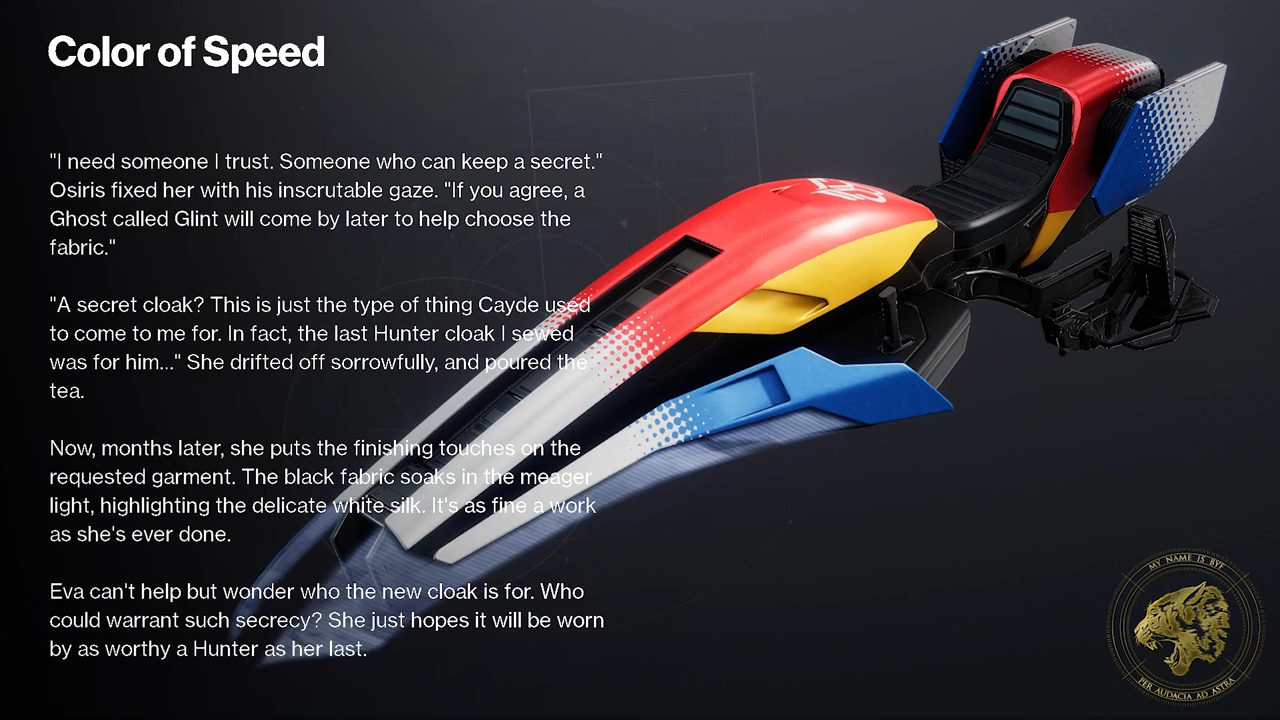 Color of Speed
"I need someone I trust. Someone who can keep a secret."
Osiris fixed her with his inscrutable gaze. "If you agree, a
Ghost called Glint will come by later to help choose the
fabric."
"A secret cloak? This is just the type of thing Cayde used
to come to me for. In fact, the last Hunter cloak I sewed
was for him..." She drifted off sorrowfully, and poured the
tea.
Now, months later, she puts the finishing touches on the
requested garment. The black fabric soaks in the meager
light, highlighting the delicate white silk. It's as fine a work
as she's ever done.
Eva can't help but wonder who the new cloak is for. Who
could warrant such secrecy? She just hopes it will be worn
by as worthy a Hunter as her last.
MY NAME IS BYF
PER AUDACIA AD ASTRA